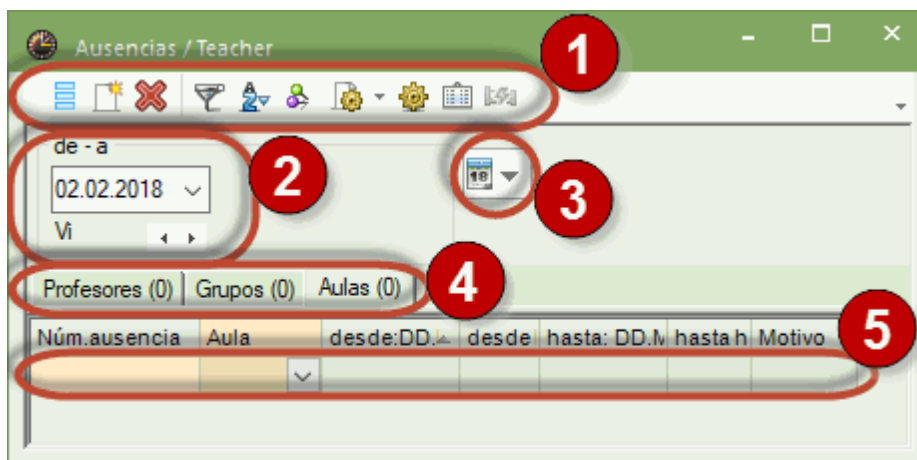 Ausencias / Teacher
1
de - a
02.02.2018
2
18
3
Vi
Profesores (0) Grupos (0) Aulas (0)
4
Núm.ausencia Aula desde:DD. desde hasta: DD.M hasta h Motivo
5